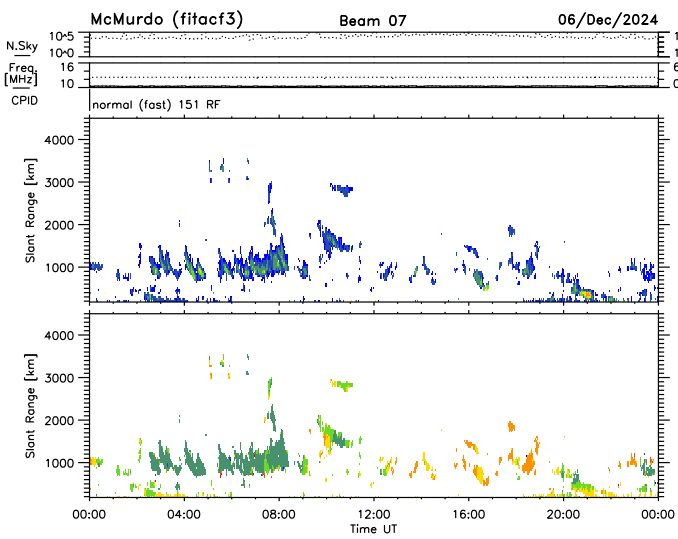 McMurdo (fitacf3) Beam 07 06/Dec/2024
N.Sky 10^5 10^0 1 1
Freq. [MHz] 16 10 6 0
CPID normal (fast) 151 RF
Slant Range [km] 4000 3000 2000 1000
Slant Range [km] 4000 3000 2000 1000
00:00 04:00 08:00 12:00 16:00 20:00 00:00
Time UT